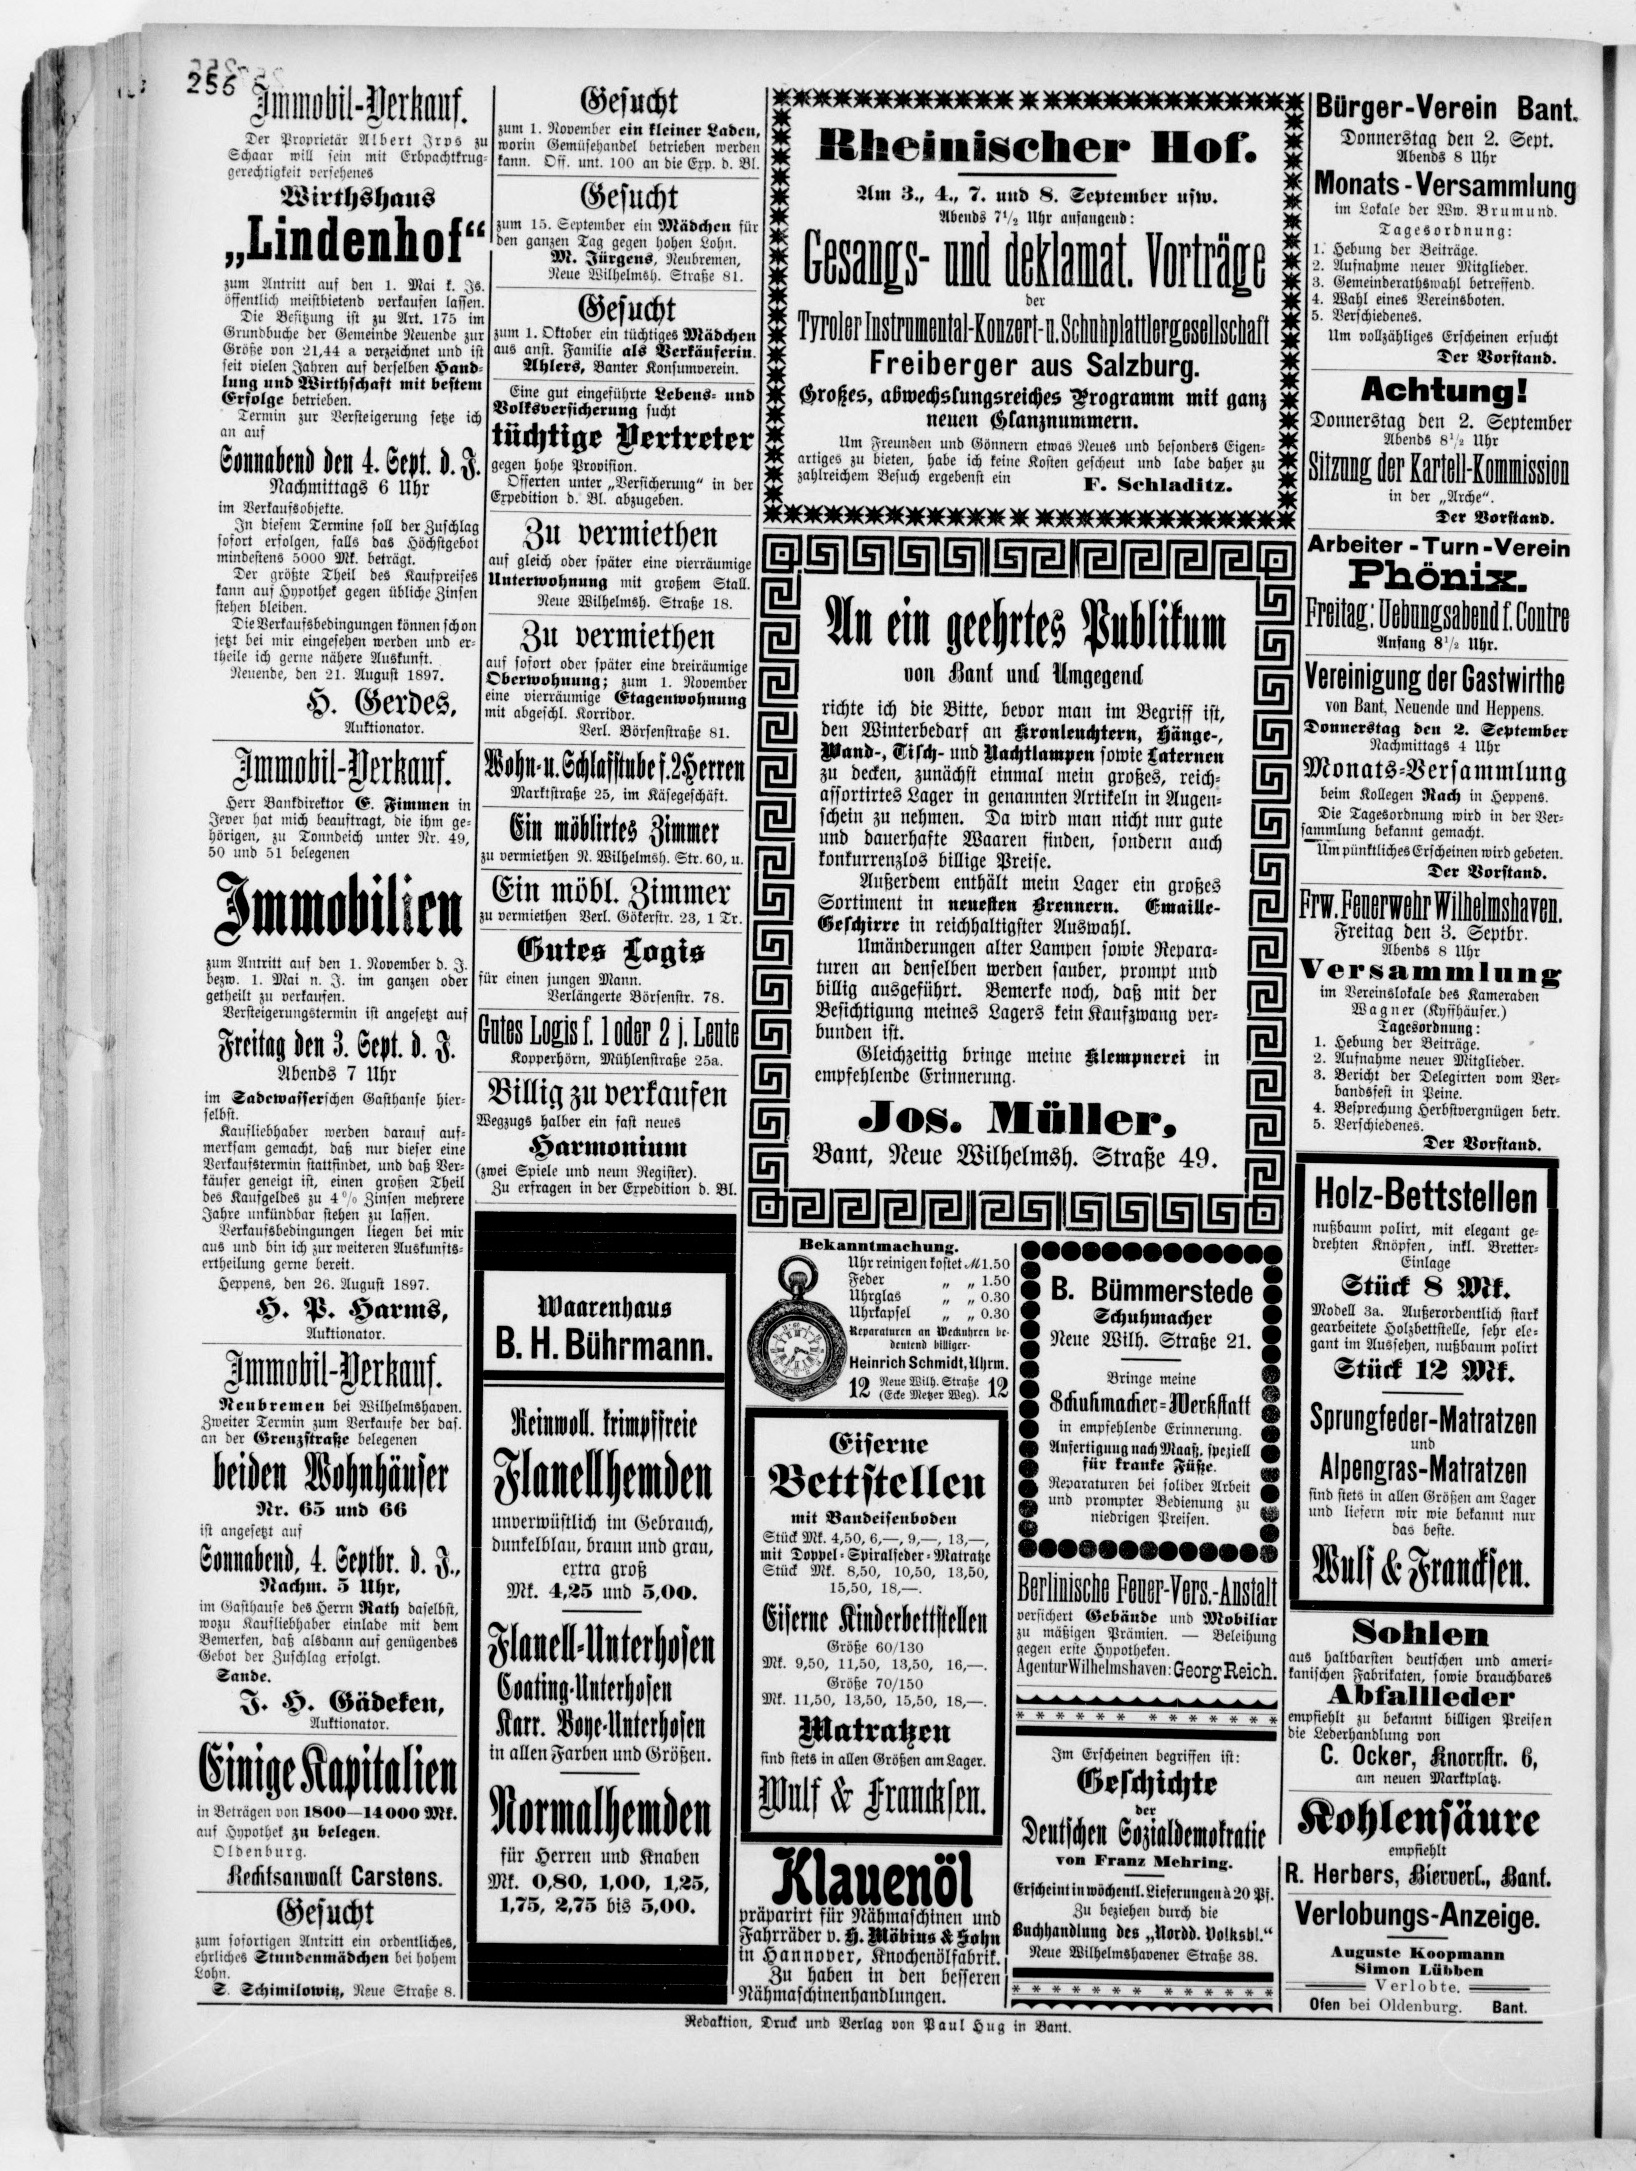 256
Immobil-Verkauf.
Der Proprietär Albert Irps zu
Schaar will sein mit Erbpachtkrug-
gerechtigkeit versehenes
Wirthshaus
„Lindenhof“
zum Antritt auf den 1. Mai k. Js.
öffentlich meistbietend verkaufen lassen.
Die Besitzung ist zu Art. 175 im
Grundbuche der Gemeinde Neuende zur
Größe von 21,44 a verzeichnet und ist
seit vielen Jahren auf derselben Hand-
lung und Wirthschaft mit bestem
Erfolge betrieben.
Termin zur Versteigerung setze ich
an auf
Sonnabend den 4. Sept. d. J.
Nachmittags 6 Uhr
im Verkaufsobjekte.
In diesem Termine soll der Zuschlag
sofort erfolgen, falls das Höchstgebot
mindestens 5000 Mk. beträgt.
Der größte Theil des Kaufpreises
kann auf Hypothek gegen übliche Zinsen
stehen bleiben.
Die Verkaufsbedingungen können schon
jetzt bei mir eingesehen werden und er-
theile ich gerne nähere Auskunft.
Neuende, den 21. August 1897.
H. Gerdes,
Auktionator.
Immobil-Verkauf.
Herr Bankdirektor E. Fimmen in
Jever hat mich beauftragt, die ihm ge-
hörigen, zu Tonndeich unter Nr. 49,
50 und 51 belegenen
Immobilien
zum Antritt auf den 1. November d. J.
bezw. 1. Mai n. J. im ganzen oder
getheilt zu verkaufen.
Versteigerungstermin ist angesetzt auf
Freitag den 3. Sept. d. J.
Abends 7 Uhr
im Sadewasserschen Gasthause hier-
selbst.
Kaufliebhaber werden darauf auf-
merksam gemacht, daß nur dieser eine
Verkaufstermin stattfindet, und daß Ver-
käufer geneigt ist, einen großen Theil
des Kaufgeldes zu 4% Zinsen mehrere
Jahre unkündbar stehen zu lassen.
Verkaufsbedingungen liegen bei mir
aus und bin ich zur weiteren Auskunfts-
ertheilung gerne bereit.
Heppens, den 26. August 1897.
H. P. Harms,
Auktionator.
Immobil-Verkauf.
Neubremen bei Wilhelmshaven.
Zweiter Termin zum Verkaufe der das.
an der Grenzstraße belegenen
beiden Wohnhäuser
Nr. 65 und 66
ist angesetzt auf
Sonnabend, 4. Septbr. d. J.,
Nachm. 5 Uhr,
im Gasthause des Herrn Rath daselbst,
wozu Kaufliebhaber einlade mit dem
Bemerken, daß alsdann auf genügendes
Gebot der Zuschlag erfolgt.
Sande.
J. H. Gädeken,
Auktionator.
Einige Kapitalien
in Beträgen von 1800—14000 Mk.
auf Hypothek zu belegen.
Oldenburg.
Rechtsanwalt Carstens.
Gesucht
zum sofortigen Antritt ein ordentliches,
ehrliches Stundenmädchen bei hohem
Lohn.
S. Schimilowitz, Neue Straße 8.
Gesucht
zum 1. November ein kleiner Laden,
worin Gemüsehandel betrieben werden
kann. Off. unt. 100 an die Exp. d. Bl.
Gesucht
zum 15. September ein Mädchen für
den ganzen Tag gegen hohen Lohn.
M. Jürgens, Neubremen,
Neue Wilhelmsh. Straße 81.
Gesucht
zum 1. Oktober ein tüchtiges Mädchen
aus anst. Familie als Verkäuferin.
Ahlers, Banter Konsumverein.
Eine gut eingeführte Lebens- und
Volksversicherung sucht
tüchtige Vertreter
gegen hohe Provision.
Offerten unter „Versicherung“ in der
Expedition d. Bl. abzugeben.
Zu vermiethen
auf gleich oder später eine vierräumige
Unterwohnung mit großem Stall.
Neue Wilhelmsh. Straße 18.
Zu vermiethen
auf sofort oder später eine dreiräumige
Oberwohnung; zum 1. November
eine vierräumige Etagenwohnung
mit abgeschl. Korridor.
Verl. Börsenstraße 81.
Wohn- u. Schlafstube f. 2 Herren
Marktstraße 25, im Käsegeschäft.
Ein möblirtes Zimmer
zu vermiethen N. Wilhelmsh. Str. 60, u.
Ein möbl. Zimmer
zu vermiethen Verl. Gökerstr. 23, 1 Tr.
Gutes Logis
für einen jungen Mann.
Verlängerte Börsenstr. 78.
Gutes Logis f. 1 oder 2 j. Leute
Kopperhörn, Mühlenstraße 25a.
Billig zu verkaufen
Wegzugs halber ein fast neues
Harmonium
(zwei Spiele und neun Register).
Zu erfragen in der Expedition d. Bl.
Waarenhaus
B. H. Bührmann.
Reinwoll. krimpffreie
Flanellhemden
unverwüstlich im Gebrauch,
dunkelblau, braun und grau,
extra groß
Mk. 4,25 und 5,00.
Flanell-Unterhosen
Coating-Unterhosen
Karr. Boye-Unterhosen
in allen Farben und Größen.
Normalhemden
für Herren und Knaben
Mk. 0,80, 1,00, 1,25,
1,75, 2,75 bis 5,00.
Rheinischer Hof.
Am 3., 4., 7. und 8. September usw.
Abends 7½ Uhr anfangend:
Gesangs- und deklamat. Vorträge
der
Tyroler Instrumental-Konzert- u. Schuhplattlergesellschaft
Freiberger aus Salzburg.
Großes, abwechslungsreiches Programm mit ganz
neuen Glanznummern.
Um Freunden und Gönnern etwas Neues und besonders Eigen-
artiges zu bieten, habe ich keine Kosten gescheut und lade daher zu
zahlreichem Besuch ergebenst ein
F. Schladitz.
An ein geehrtes Publikum
von Bant und Umgegend
richte ich die Bitte, bevor man im Begriff ist,
den Winterbedarf an Kronleuchtern, Hänge-,
Wand-, Tisch- und Nachtlampen sowie Laternen
zu decken, zunächst einmal mein großes, reich-
assortirtes Lager in genannten Artikeln in Augen-
schein zu nehmen. Da wird man nicht nur gute
und dauerhafte Waaren finden, sondern auch
konkurrenzlos billige Preise.
Außerdem enthält mein Lager ein großes
Sortiment in neuesten Brennern. Emaille-
Geschirre in reichhaltigster Auswahl.
Umänderungen alter Lampen sowie Repara-
turen an denselben werden sauber, prompt und
billig ausgeführt. Bemerke noch, daß mit der
Besichtigung meines Lagers kein Kaufzwang ver-
bunden ist.
Gleichzeitig bringe meine Klempnerei in
empfehlende Erinnerung.
Jos. Müller,
Bant, Neue Wilhelmsh. Straße 49.
Bekanntmachung.
Uhr reinigen kostet M 1.50
Feder „ „ 1.50
Uhrglas „ „ 0.30
Uhrkapsel „ „ 0.30
Reparaturen an Weckuhren be-
deutend billiger.
Heinrich Schmidt, Uhrm.
12 Neue Wilh. Straße 12
(Ecke Metzer Weg).
Eiserne
Bettstellen
mit Bandeisenboden
Stück Mk. 4,50, 6,—, 9,—, 13,—,
mit Doppel-Spiralfeder-Matratze
Stück Mk. 8,50, 10,50, 13,50,
15,50, 18,—.
Eiserne Kinderbettstellen
Größe 60/130
Mk. 9,50, 11,50, 13,50, 16,—.
Größe 70/150
Mk. 11,50, 13,50, 15,50, 18,—.
Matratzen
sind stets in allen Größen am Lager.
Wulf & Francksen.
Klauenöl
präparirt für Nähmaschinen und
Fahrräder v. H. Möbius & Sohn
in Hannover, Knochenölfabrik.
Zu haben in den besseren
Nähmaschinenhandlungen.
B. Bümmerstede
Schuhmacher
Neue Wilh. Straße 21.
Bringe meine
Schuhmacher-Werkstatt
in empfehlende Erinnerung.
Anfertigung nach Maaß, speziell
für kranke Füße.
Reparaturen bei solider Arbeit
und prompter Bedienung zu
niedrigen Preisen.
Berlinische Feuer-Vers.-Anstalt
versichert Gebäude und Mobiliar
zu mäßigen Prämien. — Beleihung
gegen erste Hypotheken.
Agentur Wilhelmshaven: Georg Reich.
* * * * * * * * * * * * *
Im Erscheinen begriffen ist:
Geschichte
der
Deutschen Sozialdemokratie
von Franz Mehring.
Erscheint in wöchentl. Lieferungen à 20 Pf.
Zu beziehen durch die
Buchhandlung des „Nordd. Volksbl.“
Neue Wilhelmshavener Straße 38.
* * * * * * * * * * * * *
Bürger-Verein Bant.
Donnerstag den 2. Sept.
Abends 8 Uhr
Monats-Versammlung
im Lokale der Ww. Brumund.
Tagesordnung:
1. Hebung der Beiträge.
2. Aufnahme neuer Mitglieder.
3. Gemeinderathswahl betreffend.
4. Wahl eines Vereinsboten.
5. Verschiedenes.
Um vollzähliges Erscheinen ersucht
Der Vorstand.
Achtung!
Donnerstag den 2. September
Abends 8½ Uhr
Sitzung der Kartell-Kommission
in der „Arche“.
Der Vorstand.
Arbeiter-Turn-Verein
Phönix.
Freitag: Uebungsabend f. Contre
Anfang 8½ Uhr.
Vereinigung der Gastwirthe
von Bant, Neuende und Heppens.
Donnerstag den 2. September
Nachmittags 4 Uhr
Monats-Versammlung
beim Kollegen Rach in Heppens.
Die Tagesordnung wird in der Ver-
sammlung bekannt gemacht.
Um pünktliches Erscheinen wird gebeten.
Der Vorstand.
Frw. Feuerwehr Wilhelmshaven.
Freitag den 3. Septbr.
Abends 8 Uhr
Versammlung
im Vereinslokale des Kameraden
Wagner (Kyffhäuser.)
Tagesordnung:
1. Hebung der Beiträge.
2. Aufnahme neuer Mitglieder.
3. Bericht der Delegirten vom Ver-
bandsfest in Peine.
4. Besprechung Herbstvergnügen betr.
5. Verschiedenes.
Der Vorstand.
Holz-Bettstellen
nußbaum polirt, mit elegant ge-
drehten Knöpfen, inkl. Bretter-
Einlage
Stück 8 Mk.
Modell 3a. Außerordentlich stark
gearbeitete Holzbettstelle, sehr ele-
gant im Aussehen, nußbaum polirt
Stück 12 Mk.
Sprungfeder-Matratzen
und
Alpengras-Matratzen
sind stets in allen Größen am Lager
und liefern wir wie bekannt nur
das beste.
Wulf & Francksen.
Sohlen
aus haltbarsten deutschen und ameri-
kanischen Fabrikaten, sowie brauchbares
Abfallleder
empfiehlt zu bekannt billigen Preisen
die Lederhandlung von
C. Ocker, Knorrstr. 6,
am neuen Marktplatz.
Kohlensäure
empfiehlt
R. Herbers, Bierverl., Bant.
Verlobungs-Anzeige.
Auguste Koopmann
Simon Lübben
Verlobte.
Ofen bei Oldenburg. Bant.
Redaktion, Druck und Verlag von Paul Hug in Bant.